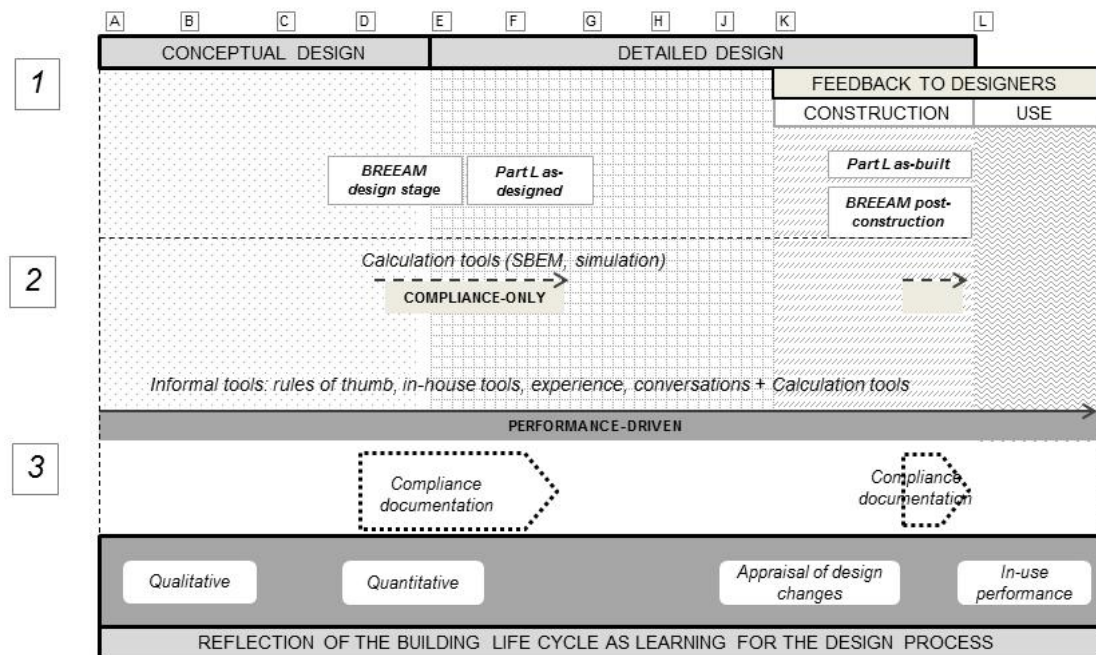 A B C D E F G H J K L
CONCEPTUAL DESIGN DETAILED DESIGN
1
FEEDBACK TO DESIGNERS
CONSTRUCTION USE
BREEAM
design stage
Part L as-
designed
Part L as-built
BREEAM post-
construction
2
Calculation tools (SBEM, simulation)
COMPLIANCE-ONLY
Informal tools: rules of thumb, in-house tools, experience, conversations + Calculation tools
PERFORMANCE-DRIVEN
3
Compliance
documentation
Compliance
documentation
Qualitative
Quantitative
Appraisal of design
changes
In-use
performance
REFLECTION OF THE BUILDING LIFE CYCLE AS LEARNING FOR THE DESIGN PROCESS